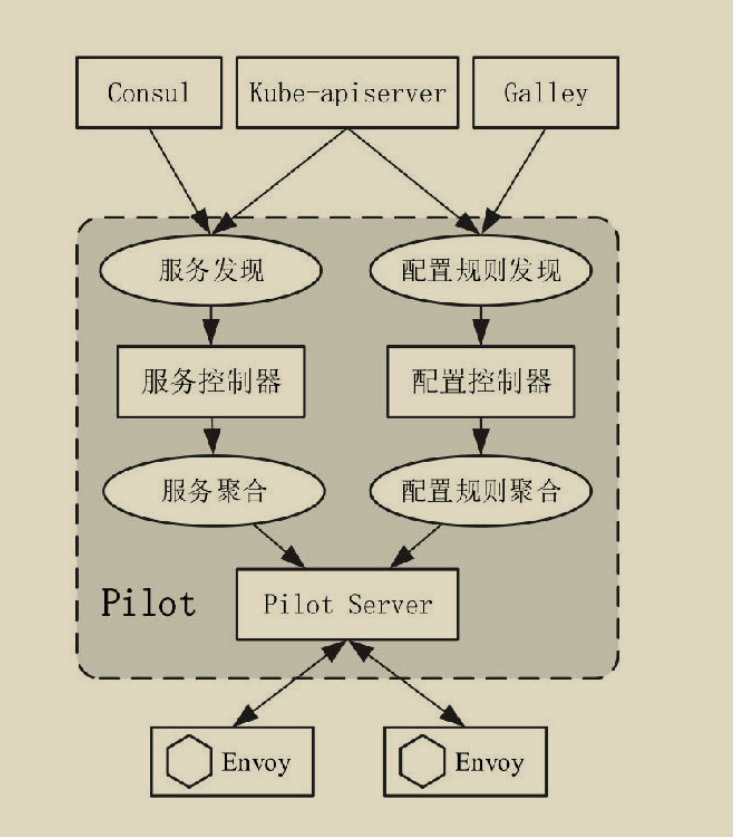 Consul
Kube-apiserver
Galley
服务发现
配置规则发现
服务控制器
配置控制器
服务聚合
配置规则聚合
Pilot
Pilot Server
Envoy
Envoy